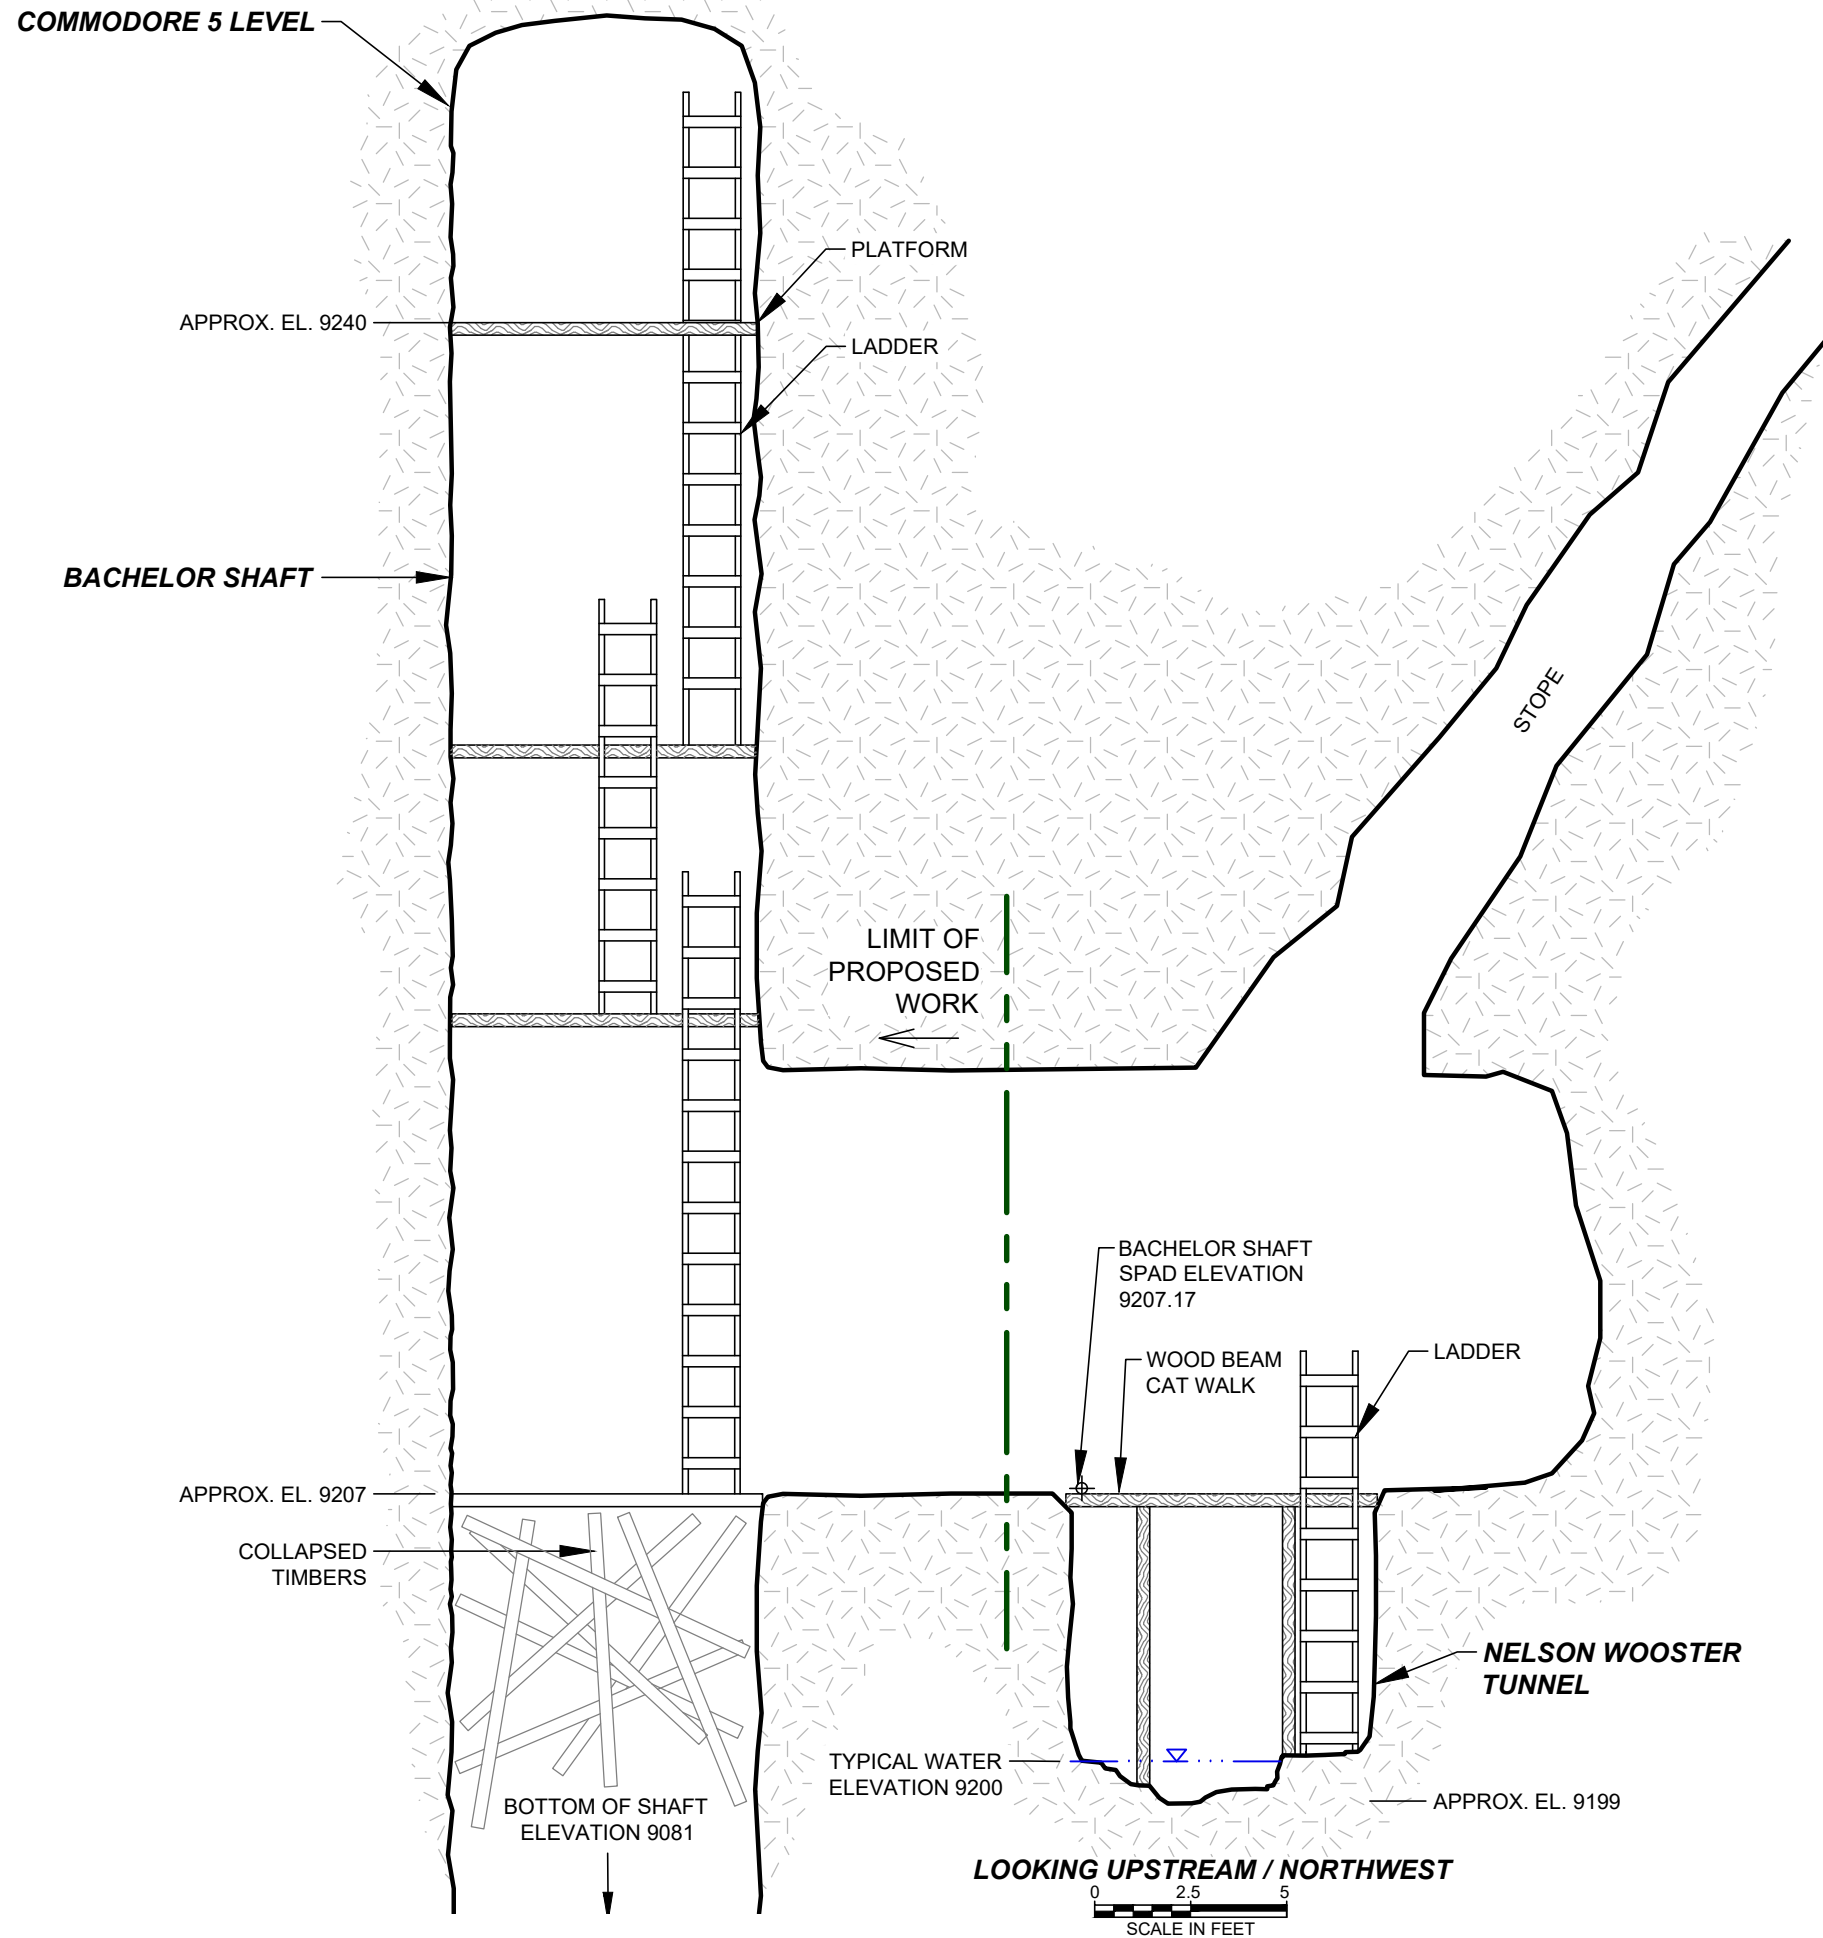 COMMODORE 5 LEVEL
PLATFORM
APPROX. EL. 9240
LADDER
BACHELOR SHAFT
STOPE
LIMIT OF
PROPOSED
WORK
BACHELOR SHAFT
SPAD ELEVATION
9207.17
WOOD BEAM
CAT WALK
LADDER
APPROX. EL. 9207
COLLAPSED
TIMBERS
NELSON WOOSTER
TUNNEL
TYPICAL WATER
ELEVATION 9200
APPROX. EL. 9199
BOTTOM OF SHAFT
ELEVATION 9081
LOOKING UPSTREAM / NORTHWEST
0 2.5 5
SCALE IN FEET